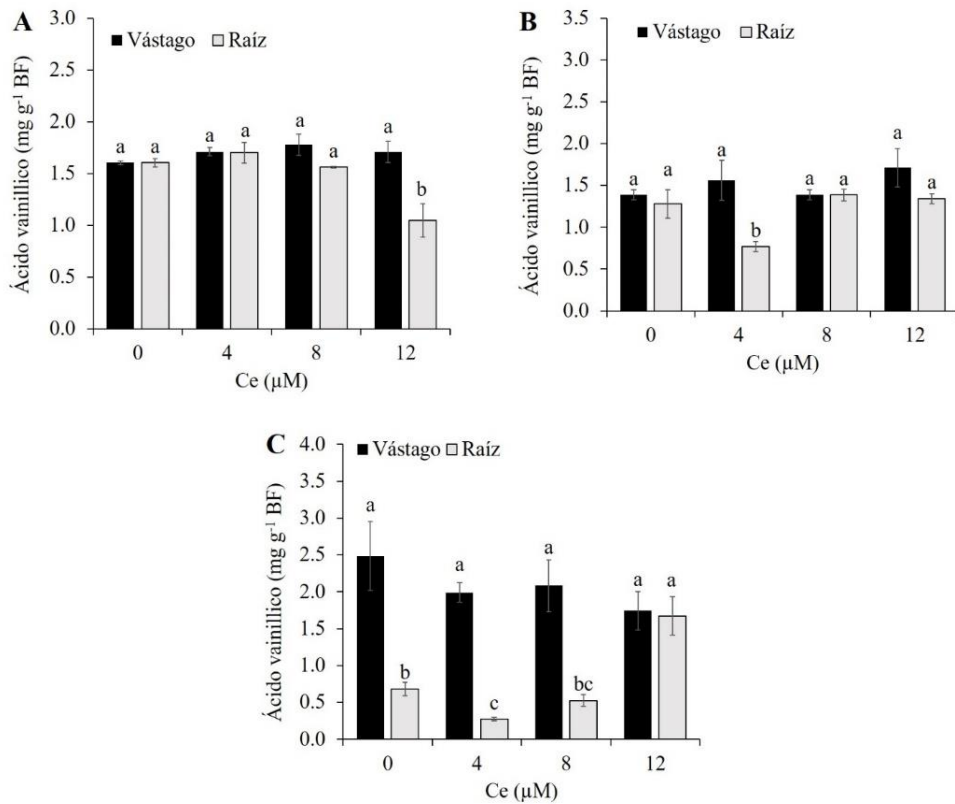 A
Vástago Raíz
Ácido vainillico (mg g-1 BF)
3.0
2.5
2.0
1.5
1.0
0.5
0.0
a a a a a a a b
0 4 8 12
Ce (µM)
B
Vástago Raíz
Ácido vainillico (mg g-1 BF)
3.5
3.0
2.5
2.0
1.5
1.0
0.5
0.0
a a a b a a a a
0 4 8 12
Ce (µM)
C
Vástago Raíz
Ácido vainillico (mg g-1 BF)
4.0
3.5
3.0
2.5
2.0
1.5
1.0
0.5
0.0
a b a c a bc a a
0 4 8 12
Ce (µM)